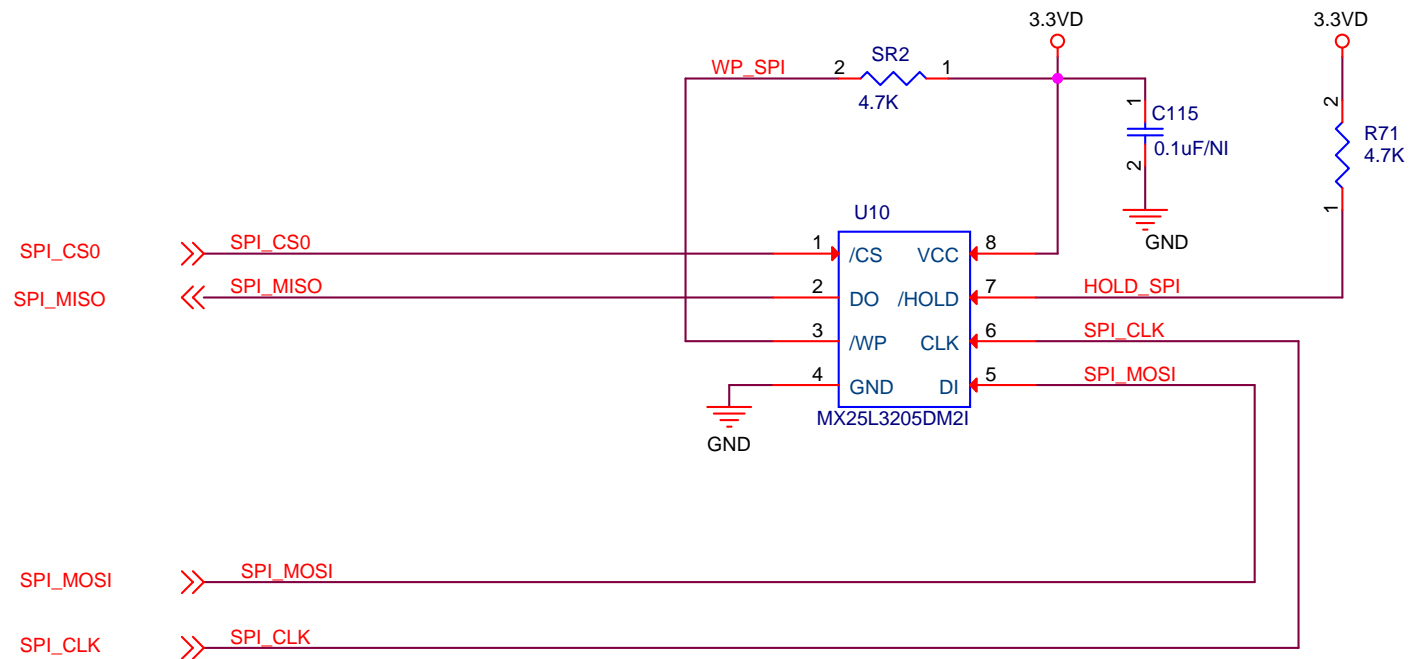 3.3VD
3.3VD
WP_SPI
2
SR2
1
4.7K
1
C115
0.1uF/NI
2
GND
2
R71
4.7K
1
U10
SPI_CS0
SPI_CS0
1
/CS
VCC
8
SPI_MISO
SPI_MISO
2
DO
/HOLD
7
HOLD_SPI
3
/WP
CLK
6
SPI_CLK
4
GND
DI
5
SPI_MOSI
MX25L3205DM2I
GND
SPI_MOSI
SPI_MOSI
SPI_CLK
SPI_CLK